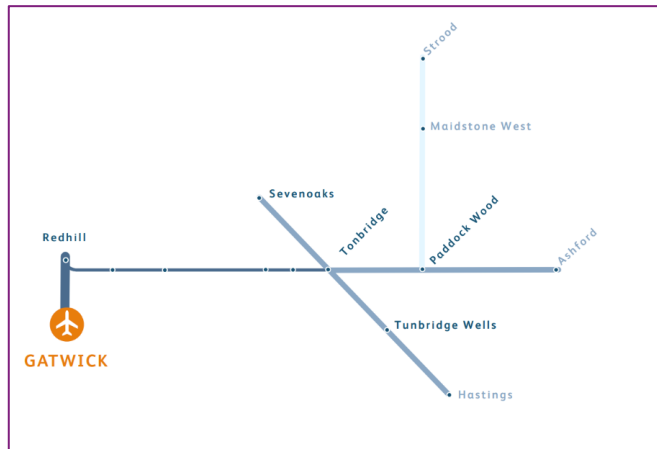 Strood
Maidstone West
Sevenoaks
Tonbridge
Paddock Wood
Redhill
Ashford
Tunbridge Wells
GATWICK
Hastings